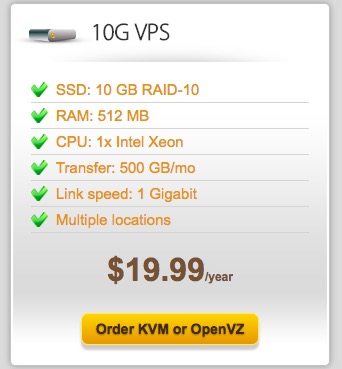 10G VPS
SSD: 10 GB RAID-10
RAM: 512 MB
CPU: 1x Intel Xeon
Transfer: 500 GB/mo
Link speed: 1 Gigabit
Multiple locations
$19.99/year
Order KVM or OpenVZ